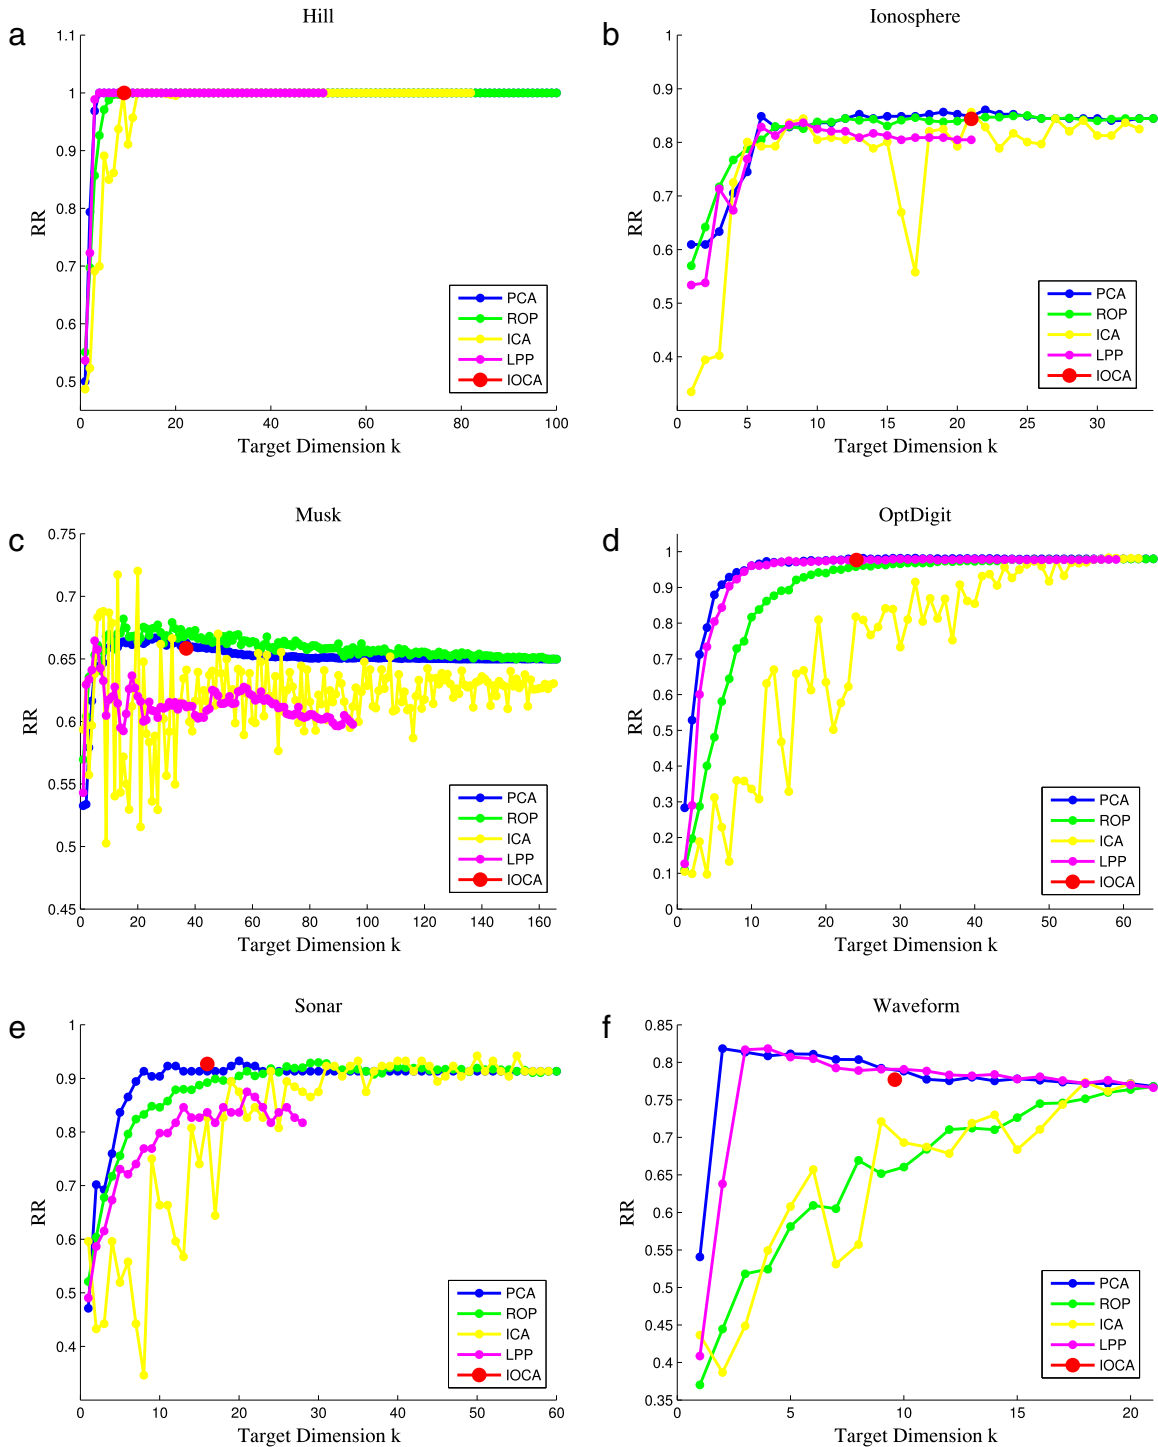 a
Hill
1.1
1
0.9
0.8
0.7
0.6
0.5
RR
0 20 40 60 80 100
Target Dimension k
PCA
ROP
ICA
LPP
IOCA
b
Ionosphere
1
0.9
0.8
0.7
0.6
0.5
0.4
RR
0 5 10 15 20 25 30
Target Dimension k
PCA
ROP
ICA
LPP
IOCA
c
Musk
0.75
0.7
0.65
0.6
0.55
0.5
0.45
RR
0 20 40 60 80 100 120 140 160
Target Dimension k
PCA
ROP
ICA
LPP
IOCA
d
OptDigit
1
0.9
0.8
0.7
0.6
0.5
0.4
0.3
0.2
0.1
0
RR
0 10 20 30 40 50 60
Target Dimension k
PCA
ROP
ICA
LPP
IOCA
e
Sonar
1
0.9
0.8
0.7
0.6
0.5
0.4
RR
0 10 20 30 40 50 60
Target Dimension k
PCA
ROP
ICA
LPP
IOCA
f
Waveform
0.85
0.8
0.75
0.7
0.65
0.6
0.55
0.5
0.45
0.4
0.35
RR
0 5 10 15 20
Target Dimension k
PCA
ROP
ICA
LPP
IOCA